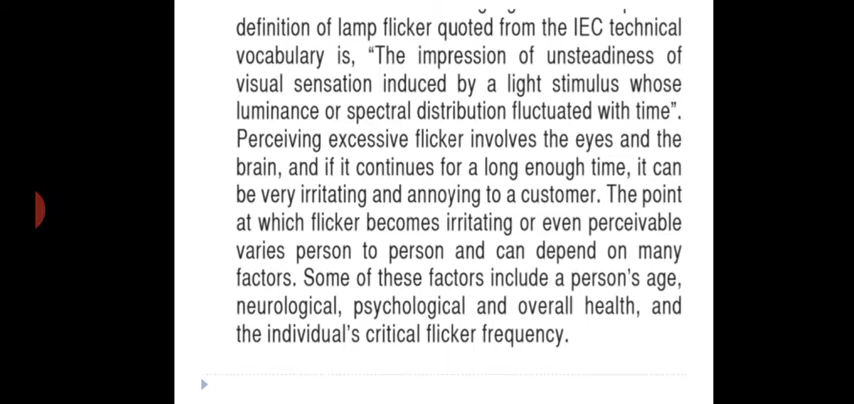 definition of lamp flicker quoted from the IEC technical
vocabulary is, “The impression of unsteadiness of
visual sensation induced by a light stimulus whose
luminance or spectral distribution fluctuated with time”.
Perceiving excessive flicker involves the eyes and the
brain, and if it continues for a long enough time, it can
be very irritating and annoying to a customer. The point
at which flicker becomes irritating or even perceivable
varies person to person and can depend on many
factors. Some of these factors include a person’s age,
neurological, psychological and overall health, and
the individual’s critical flicker frequency.